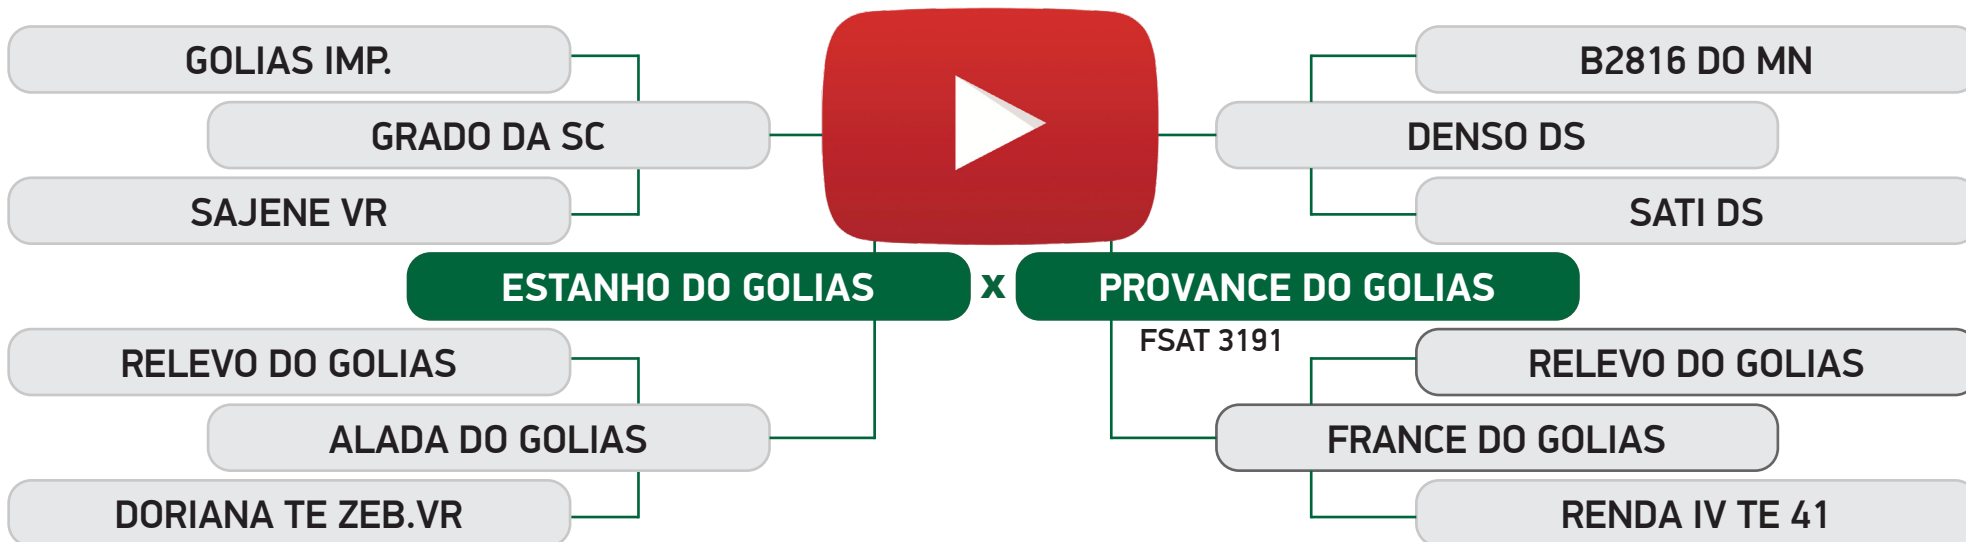 GOLIAS IMP.
B2816 DO MN
GRADO DA SC
DENSO DS
SAJENE VR
SATI DS
ESTANHO DO GOLIAS x PROVANCE DO GOLIAS
FSAT 3191
RELEVO DO GOLIAS
RELEVO DO GOLIAS
ALADA DO GOLIAS
FRANCE DO GOLIAS
DORIANA TE ZEB.VR
RENDA IV TE 41